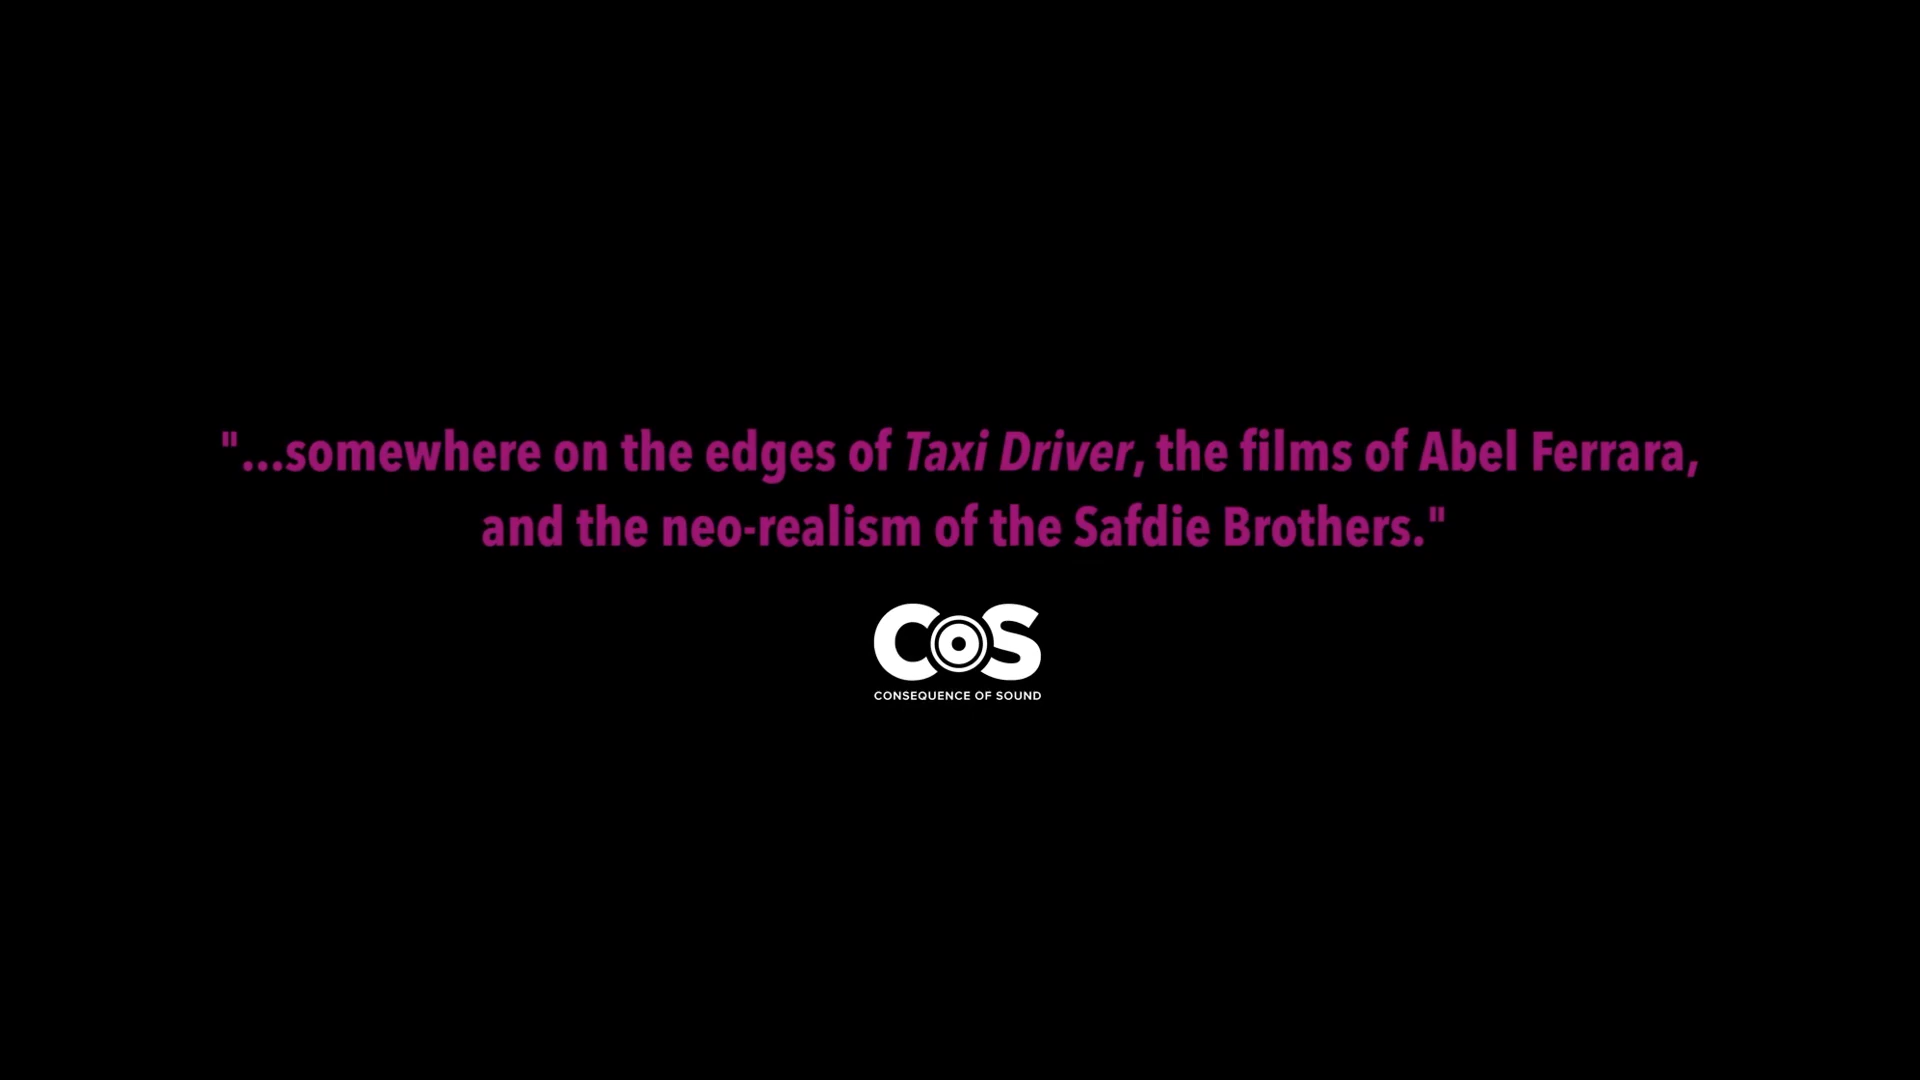 "...somewhere on the edges of Taxi Driver, the films of Abel Ferrara,
and the neo-realism of the Safdie Brothers."
CoS
CONSEQUENCE OF SOUND